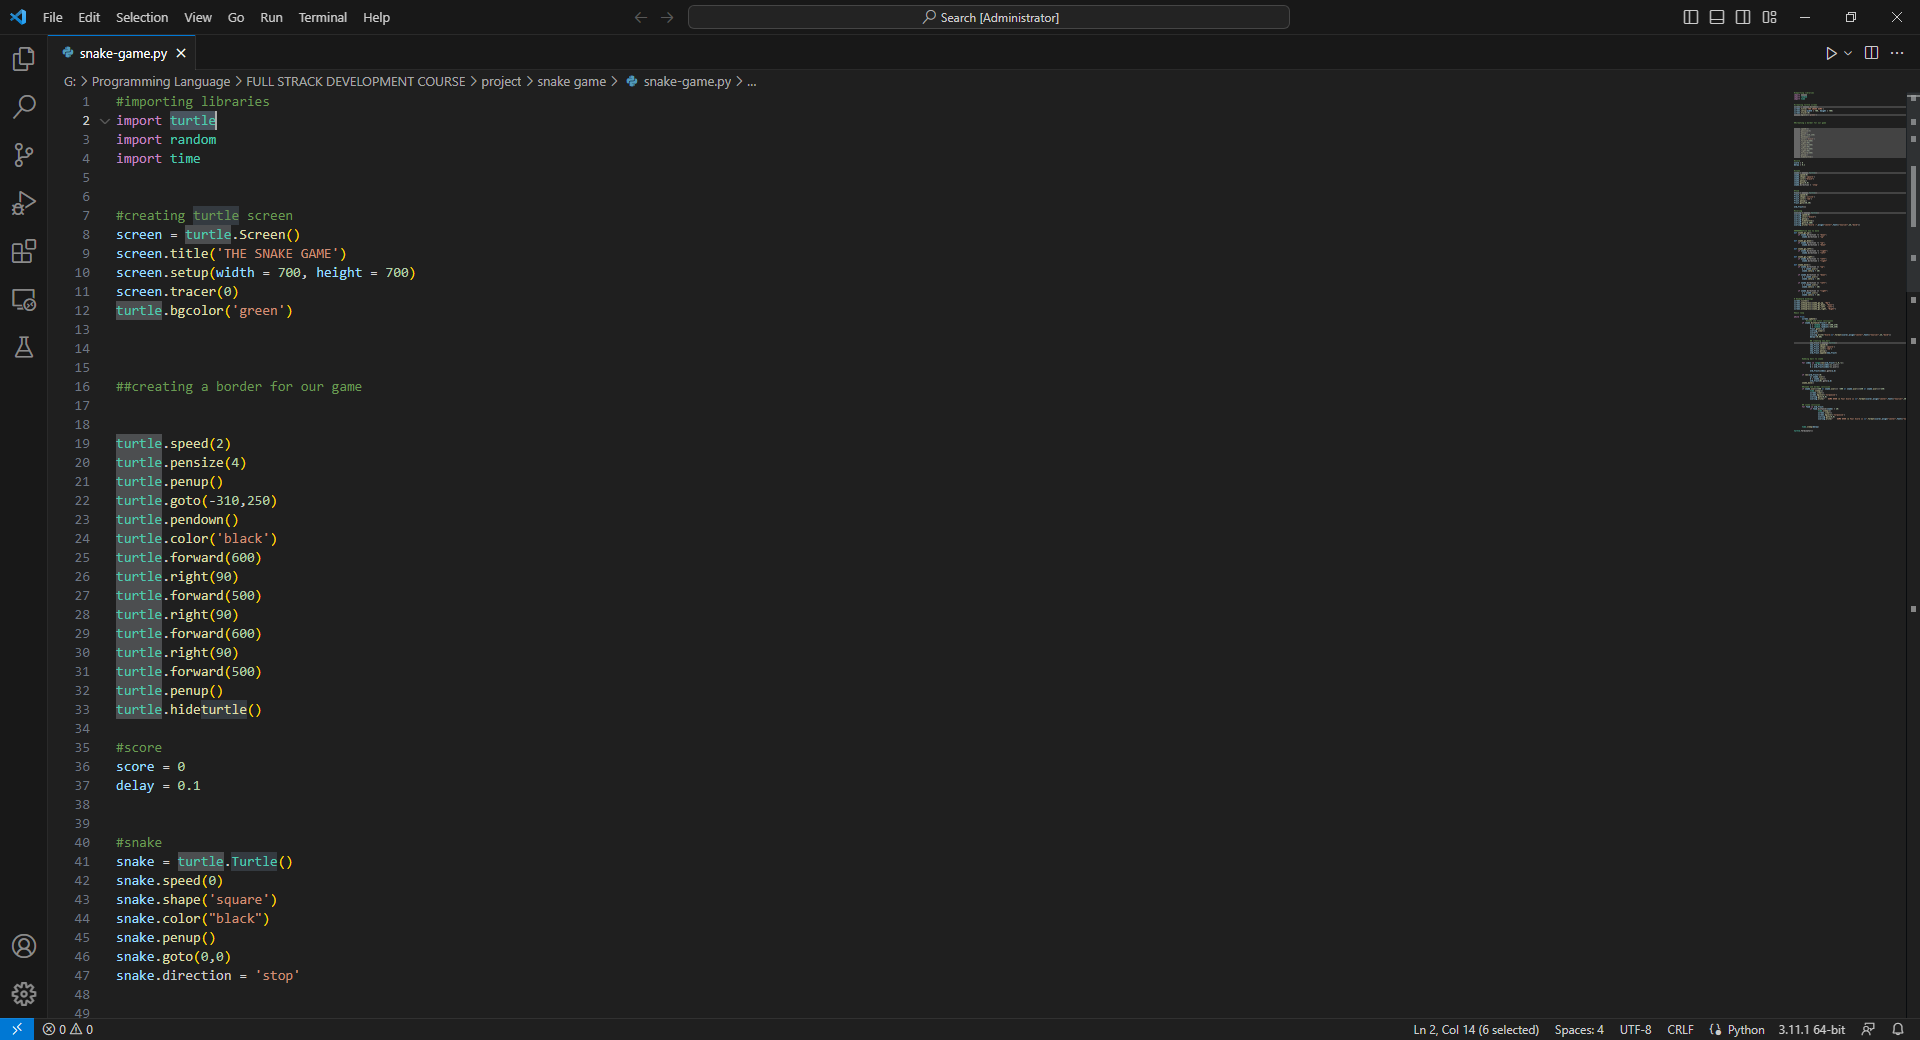 File Edit Selection View Go Run Terminal Help
Search [Administrator]
snake-game.py
G: > Programming Language > FULL STRACK DEVELOPMENT COURSE > project > snake game > snake-game.py > ...
1 #importing libraries
2 import turtle
3 import random
4 import time
5
6
7 #creating turtle screen
8 screen = turtle.Screen()
9 screen.title('THE SNAKE GAME')
10 screen.setup(width = 700, height = 700)
11 screen.tracer(0)
12 turtle.bgcolor('green')
13
14
15
16 ##creating a border for our game
17
18
19 turtle.speed(2)
20 turtle.pensize(4)
21 turtle.penup()
22 turtle.goto(-310,250)
23 turtle.pendown()
24 turtle.color('black')
25 turtle.forward(600)
26 turtle.right(90)
27 turtle.forward(500)
28 turtle.right(90)
29 turtle.forward(600)
30 turtle.right(90)
31 turtle.forward(500)
32 turtle.penup()
33 turtle.hideturtle()
34
35 #score
36 score = 0
37 delay = 0.1
38
39
40 #snake
41 snake = turtle.Turtle()
42 snake.speed(0)
43 snake.shape('square')
44 snake.color("black")
45 snake.penup()
46 snake.goto(0,0)
47 snake.direction = 'stop'
48
49
0 0 Ln 2, Col 14 (6 selected) Spaces: 4 UTF-8 CRLF Python 3.11.1 64-bit